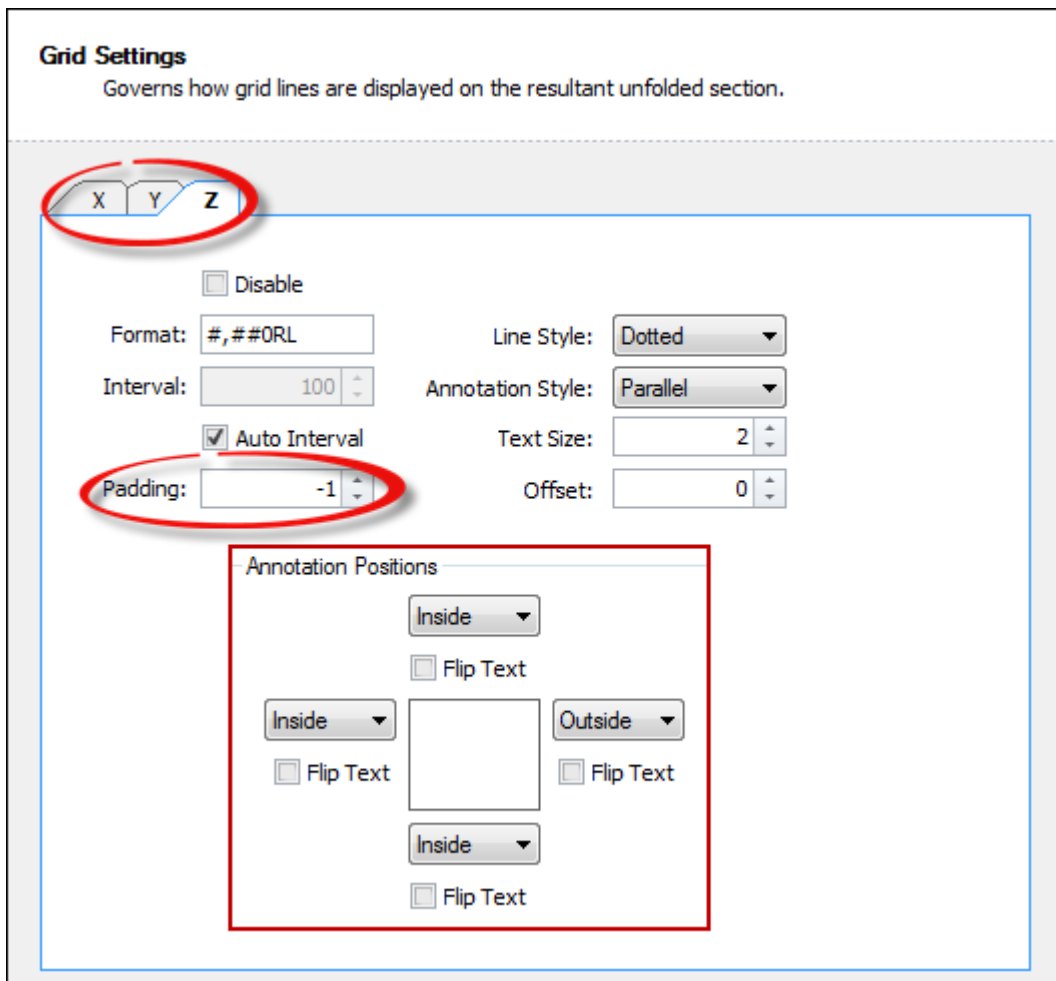 Grid Settings
Governs how grid lines are displayed on the resultant unfolded section.
X Y Z
Disable
Format: #,##0RL Line Style: Dotted
Interval: 100 Annotation Style: Parallel
Auto Interval Text Size: 2
Padding: -1 Offset: 0
Annotation Positions
Inside
Flip Text
Inside Outside
Flip Text Flip Text
Inside
Flip Text